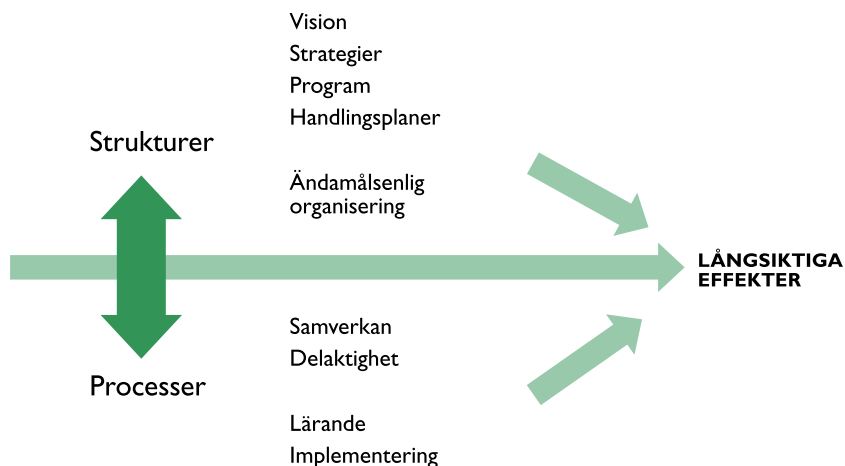 Vision
Strategier
Program
Handlingsplaner
Strukturer
Ändamålsenlig
organisering
LÅNGSIKTIGA
EFFEKTER
Samverkan
Delaktighet
Processer
Lärande
Implementering